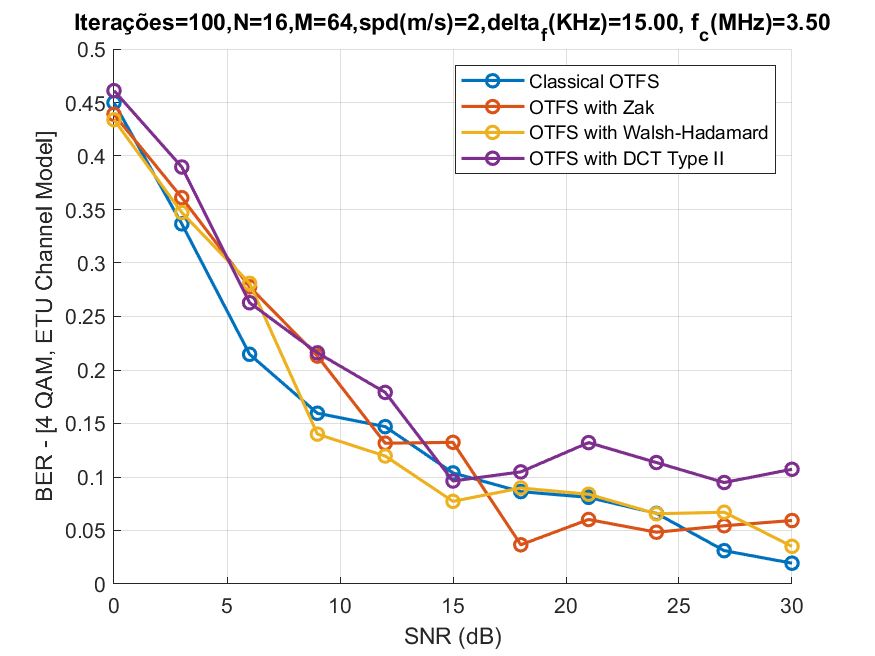 Iterações=100,N=16,M=64,spd(m/s)=2,delta_f(KHz)=15.00, f_c(MHz)=3.50
0.5
0.45
0.4
0.35
0.3
0.25
0.2
0.15
0.1
0.05
0
BER - [4 QAM, ETU Channel Model]
Classical OTFS
OTFS with Zak
OTFS with Walsh-Hadamard
OTFS with DCT Type II
0 5 10 15 20 25 30
SNR (dB)